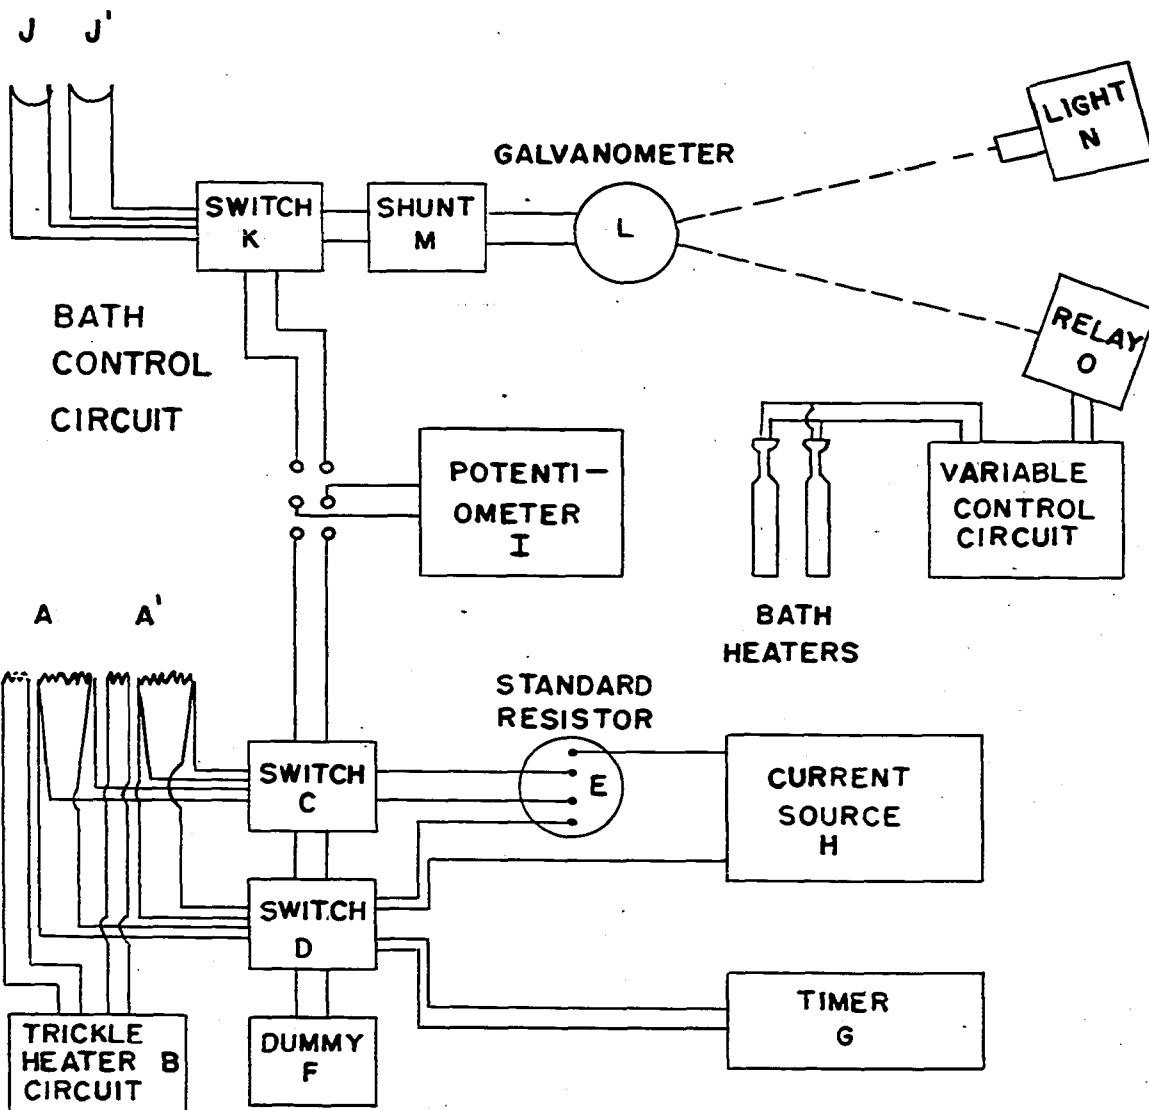 J J'
GALVANOMETER
LIGHT
N
SWITCH
K
SHUNT
M
L
BATH
CONTROL
CIRCUIT
RELAY
O
POTENTI-
OMETER
I
VARIABLE
CONTROL
CIRCUIT
BATH
HEATERS
A A'
STANDARD
RESISTOR
SWITCH
C
E
CURRENT
SOURCE
H
SWITCH
D
TIMER
G
TRICKLE
HEATER B
CIRCUIT
DUMMY
F